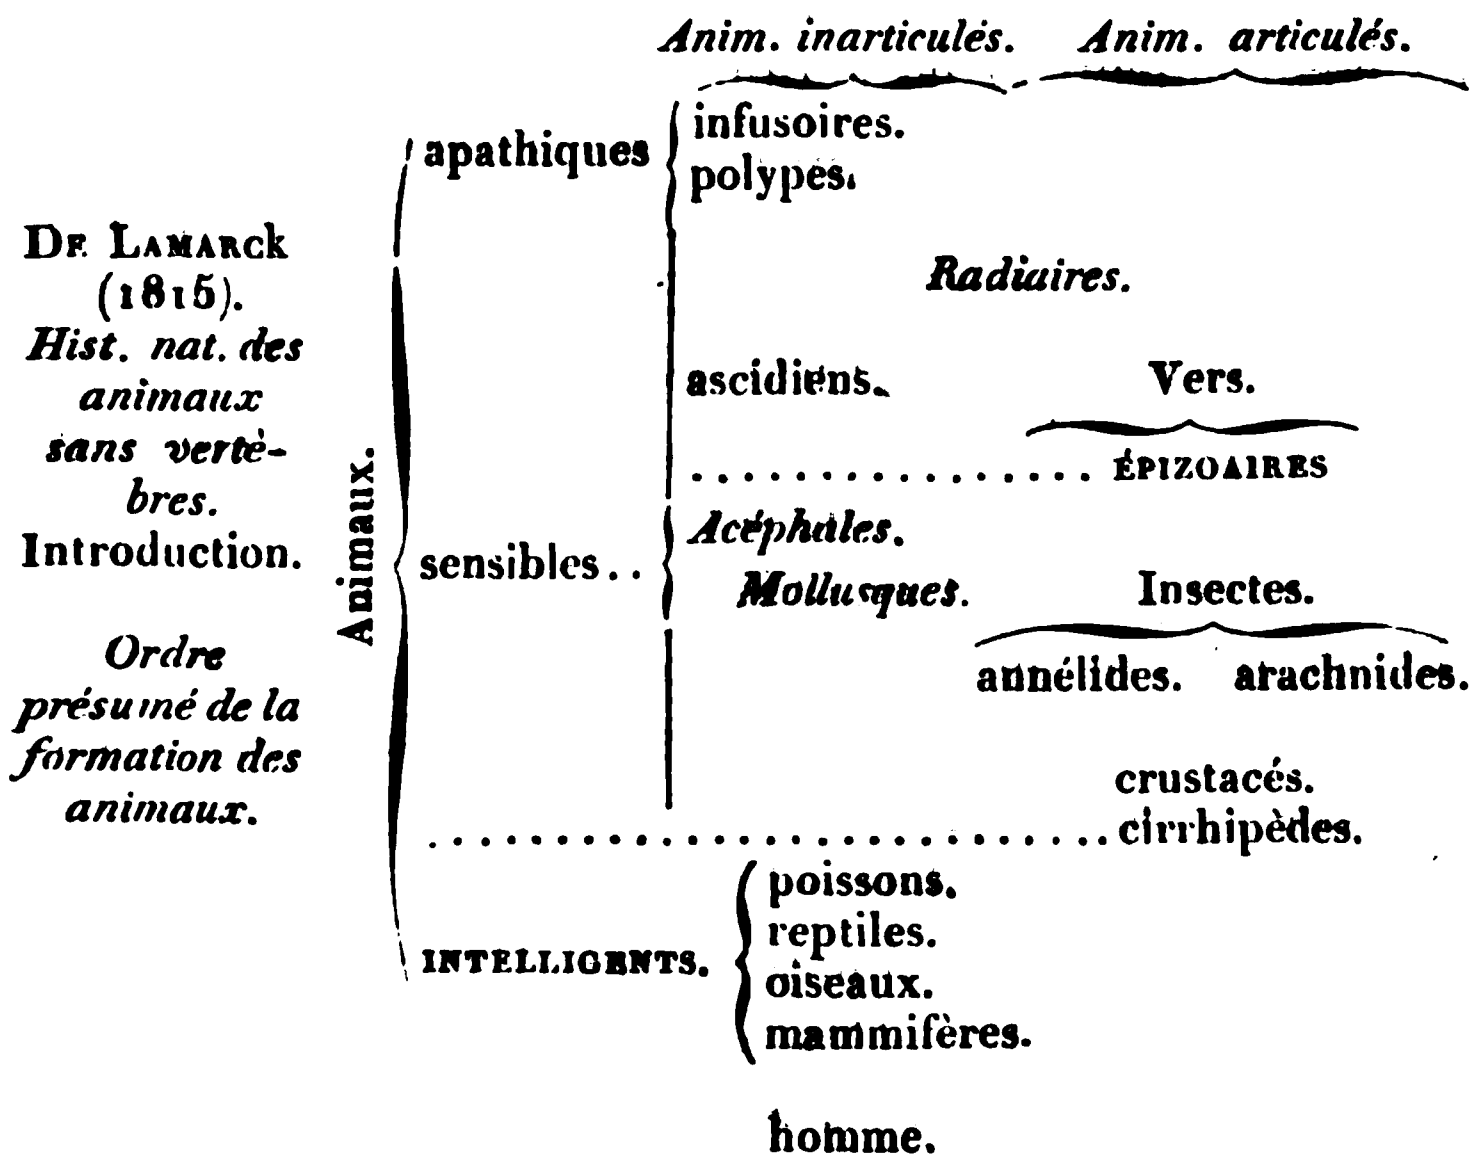 Anim. inarticulés. Anim. articulés.
apathiques
infusoires.
polypes.
DE LAMARCk
(1815).
Hist. nat. des
animaux
sans vertè-
bres.
Introduction.
Ordre
présumé de la
formation des
animaux.
Animaux.
Radiaires.
ascidiens. Vers.
............... ÉPIZOAIRES
sensibles..
Acéphales.
Mollusques. Insectes.
annélides. arachnides.
crustacés.
..........................cirrhipèdes.
INTELLIGENTS.
poissons.
reptiles.
oiseaux.
mammifères.
homme.